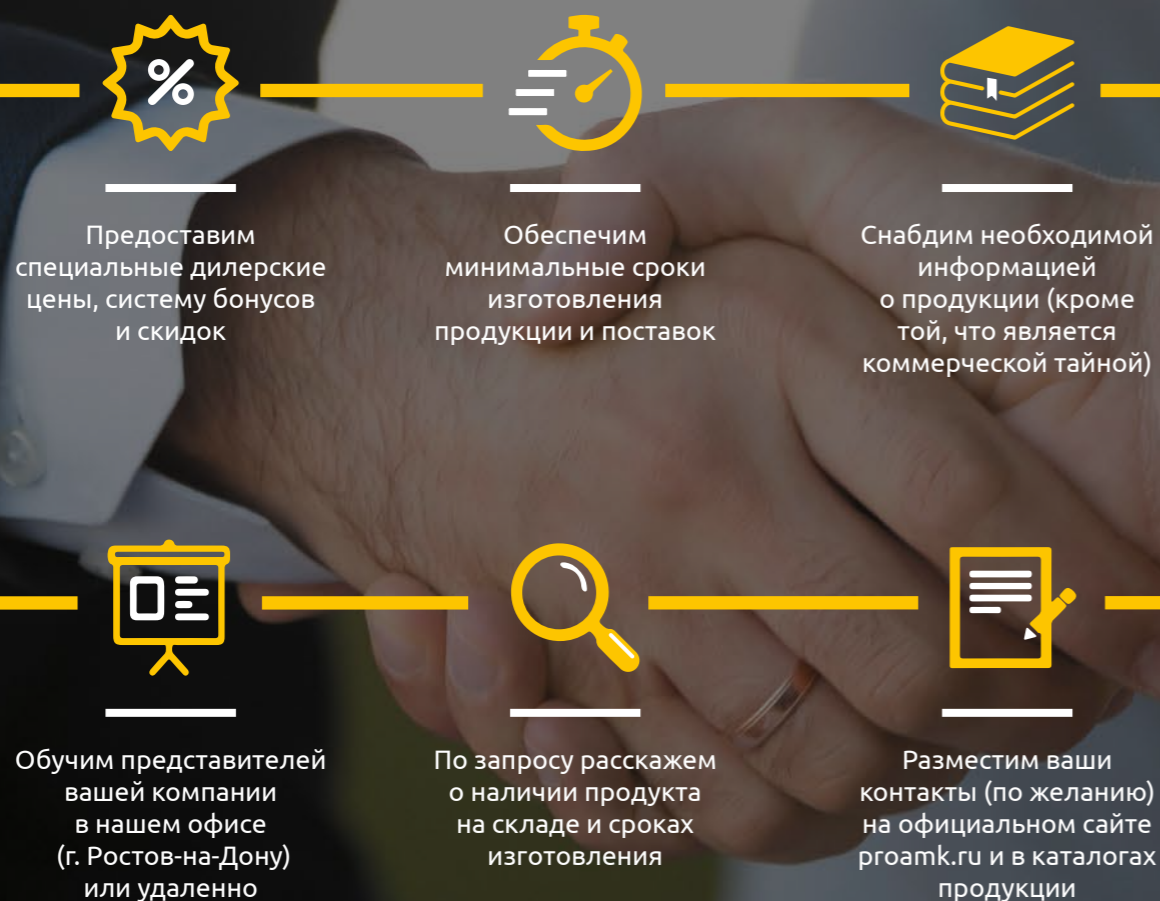 %
Предоставим
специальные дилерские
цены, систему бонусов
и скидок
Обеспечим
минимальные сроки
изготовления
продукции и поставок
Снабдим необходимой
информацией
о продукции (кроме
той, что является
коммерческой тайной)
Обучим представителей
вашей компании
в нашем офисе
(г. Ростов-на-Дону)
или удаленно
По запросу расскажем
о наличии продукта
на складе и сроках
изготовления
Разместим ваши
контакты (по желанию)
на официальном сайте
proamk.ru и в каталогах
продукции